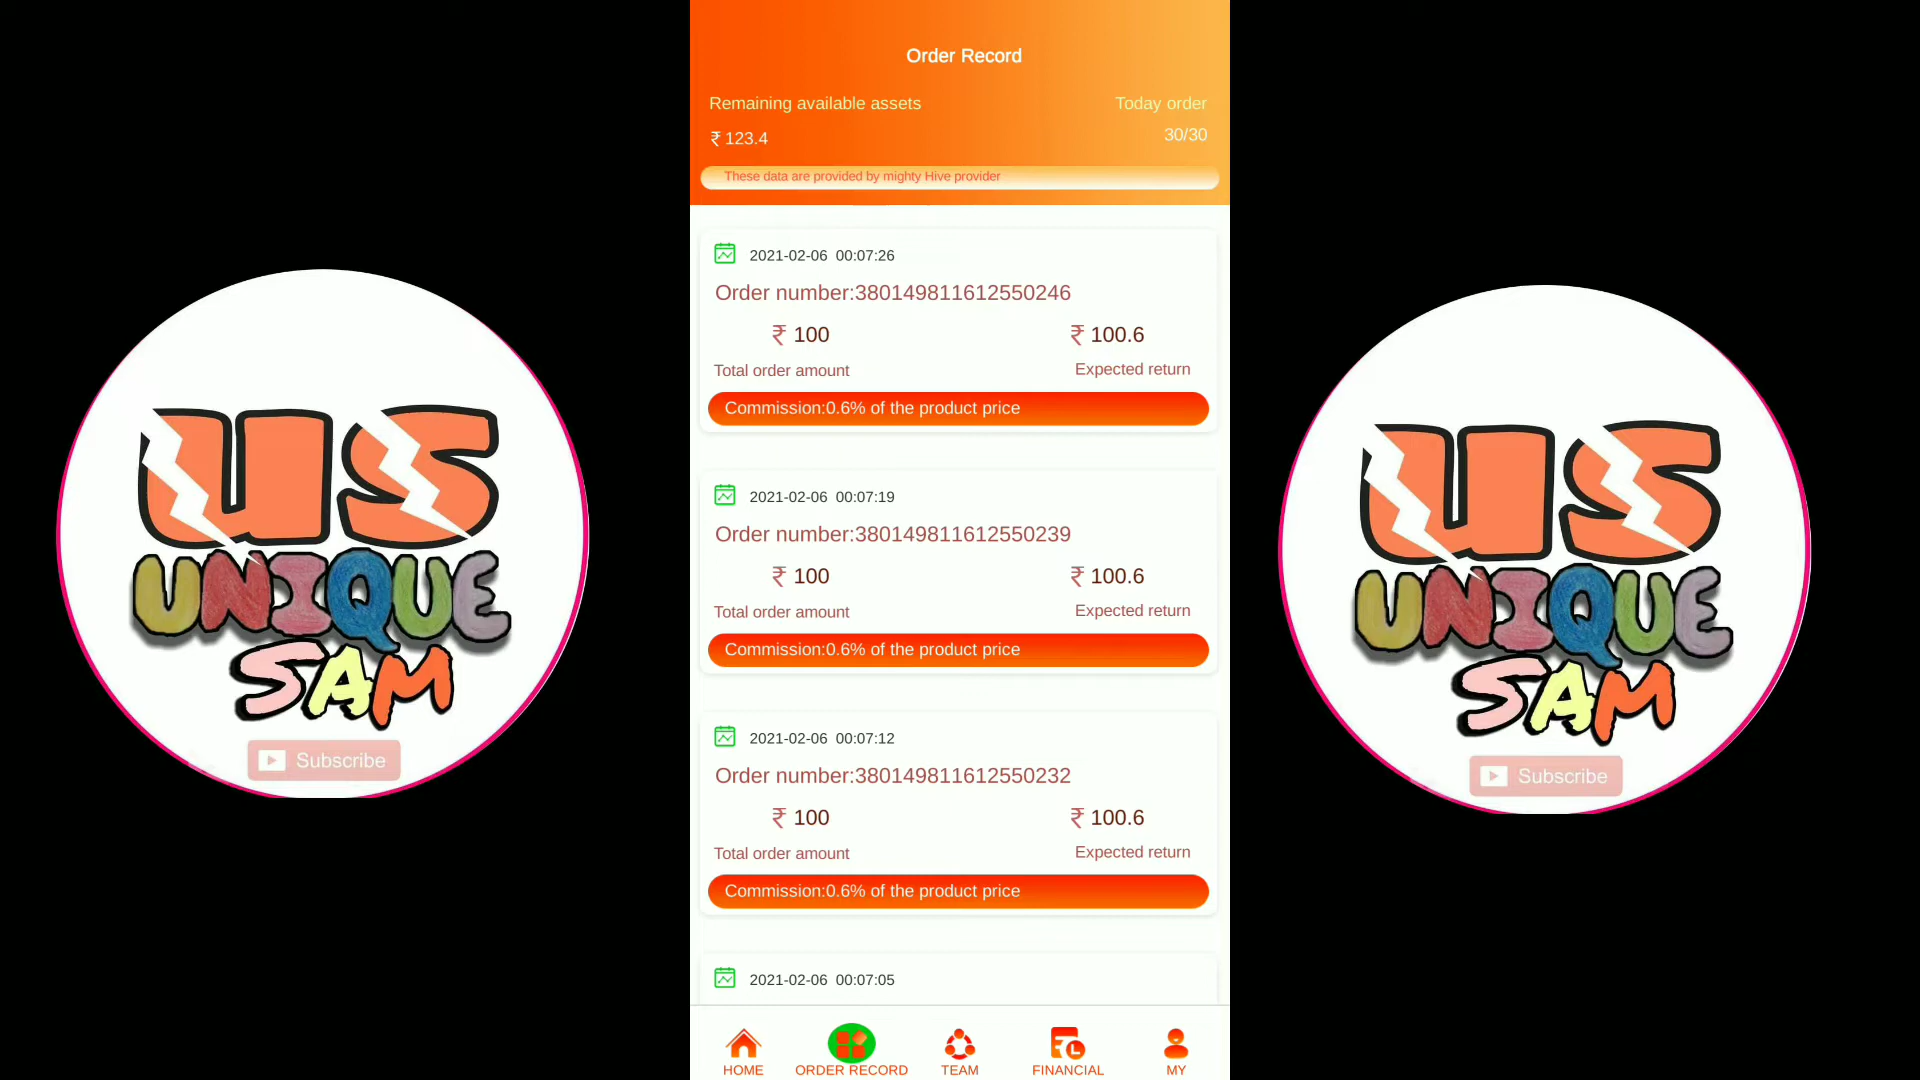 Order Record
Remaining available assets
Today order
₹ 123.4
30/30
These data are provided by mighty Hive provider
2021-02-06 00:07:26
Order number:380149811612550246
₹ 100
₹ 100.6
Total order amount
Expected return
Commission:0.6% of the product price
2021-02-06 00:07:19
Order number:380149811612550239
₹ 100
₹ 100.6
Total order amount
Expected return
Commission:0.6% of the product price
2021-02-06 00:07:12
Order number:380149811612550232
₹ 100
₹ 100.6
Total order amount
Expected return
Commission:0.6% of the product price
2021-02-06 00:07:05
HOME
ORDER RECORD
TEAM
FINANCIAL
MY
US
UNIQUE
SAM
Subscribe
US
UNIQUE
SAM
Subscribe